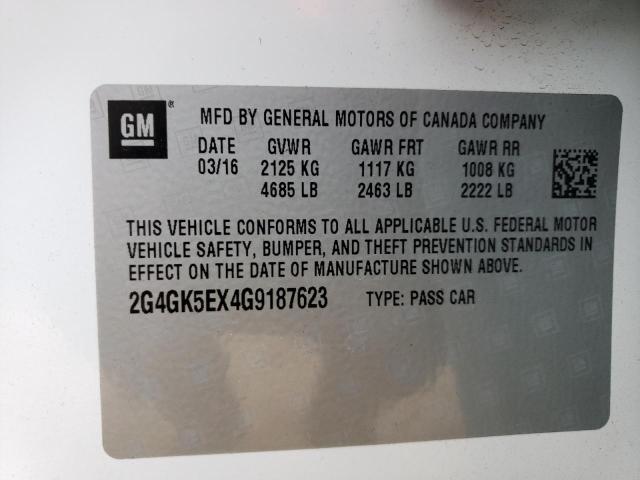 GM® MFD BY GENERAL MOTORS OF CANADA COMPANY
DATE GVWR GAWR FRT GAWR RR
03/16 2125 KG 1117 KG 1008 KG
4685 LB 2463 LB 2222 LB
THIS VEHICLE CONFORMS TO ALL APPLICABLE U.S. FEDERAL MOTOR
VEHICLE SAFETY, BUMPER, AND THEFT PREVENTION STANDARDS IN
EFFECT ON THE DATE OF MANUFACTURE SHOWN ABOVE.
2G4GK5EX4G9187623 TYPE: PASS CAR